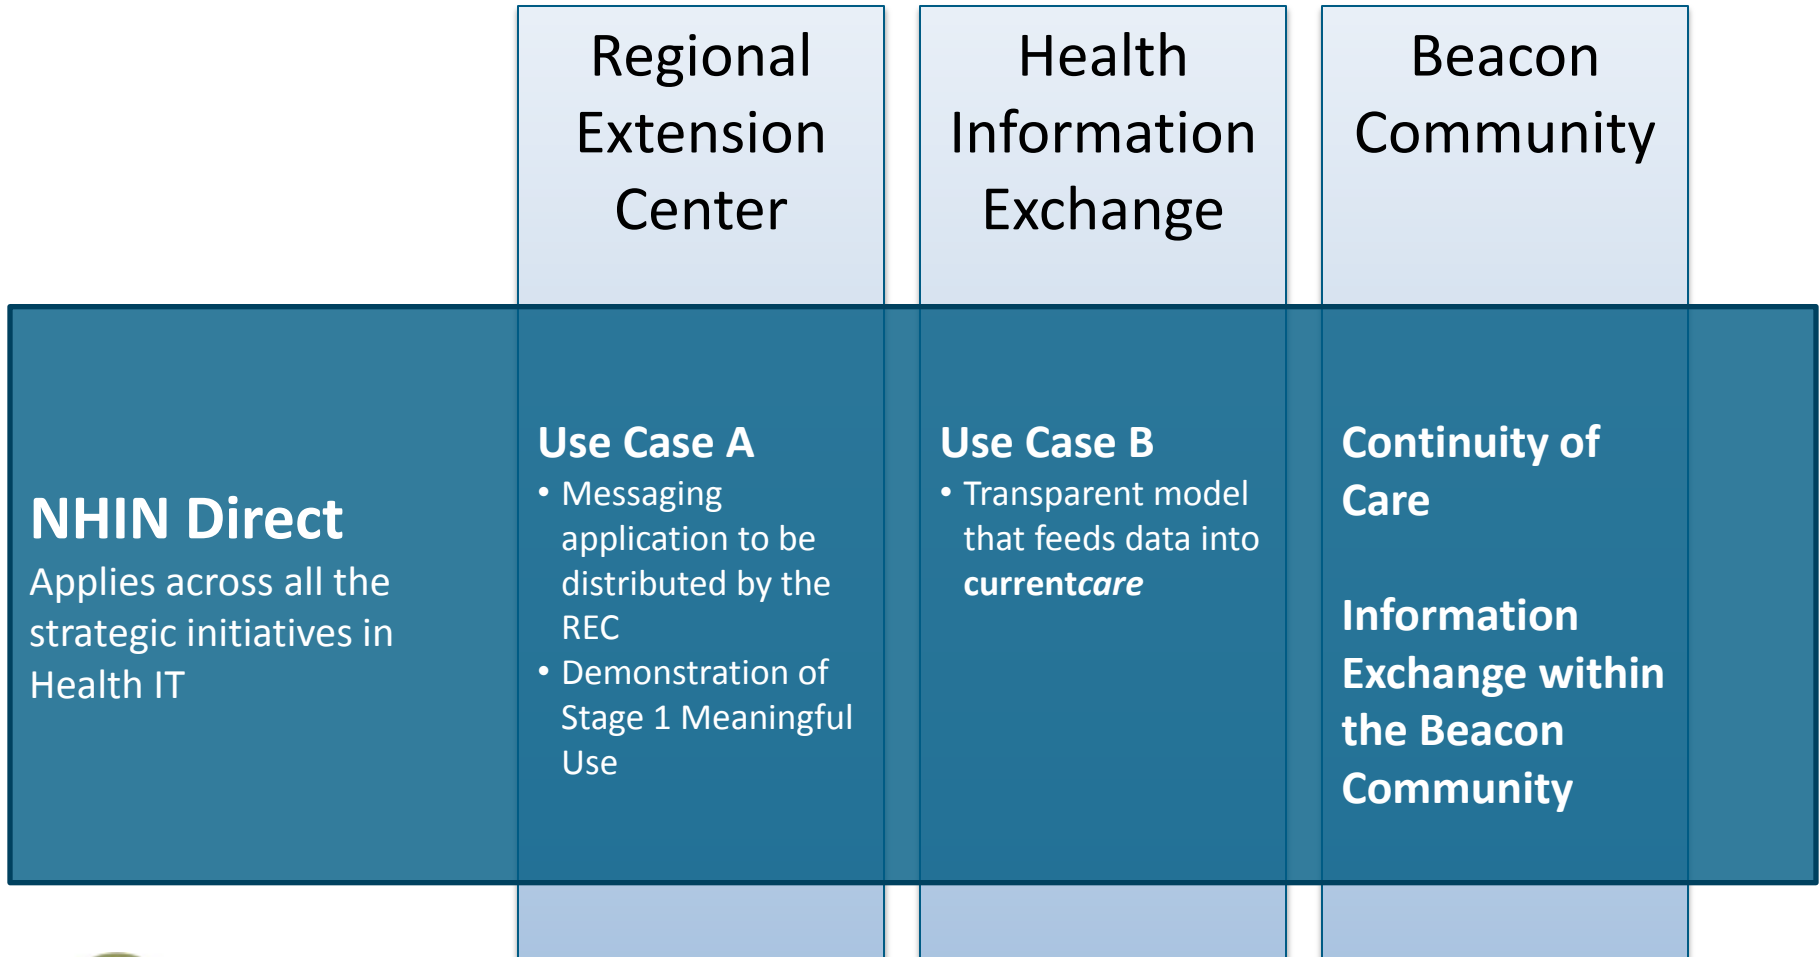 Regional
Extension
Center
Health
Information
Exchange
Beacon
Community
NHIN Direct
Applies across all the
strategic initiatives in
Health IT
Use Case A
• Messaging
application to be
distributed by the
REC
• Demonstration of
Stage 1 Meaningful
Use
Use Case B
• Transparent model
that feeds data into
currentcare
Continuity of
Care
Information
Exchange within
the Beacon
Community